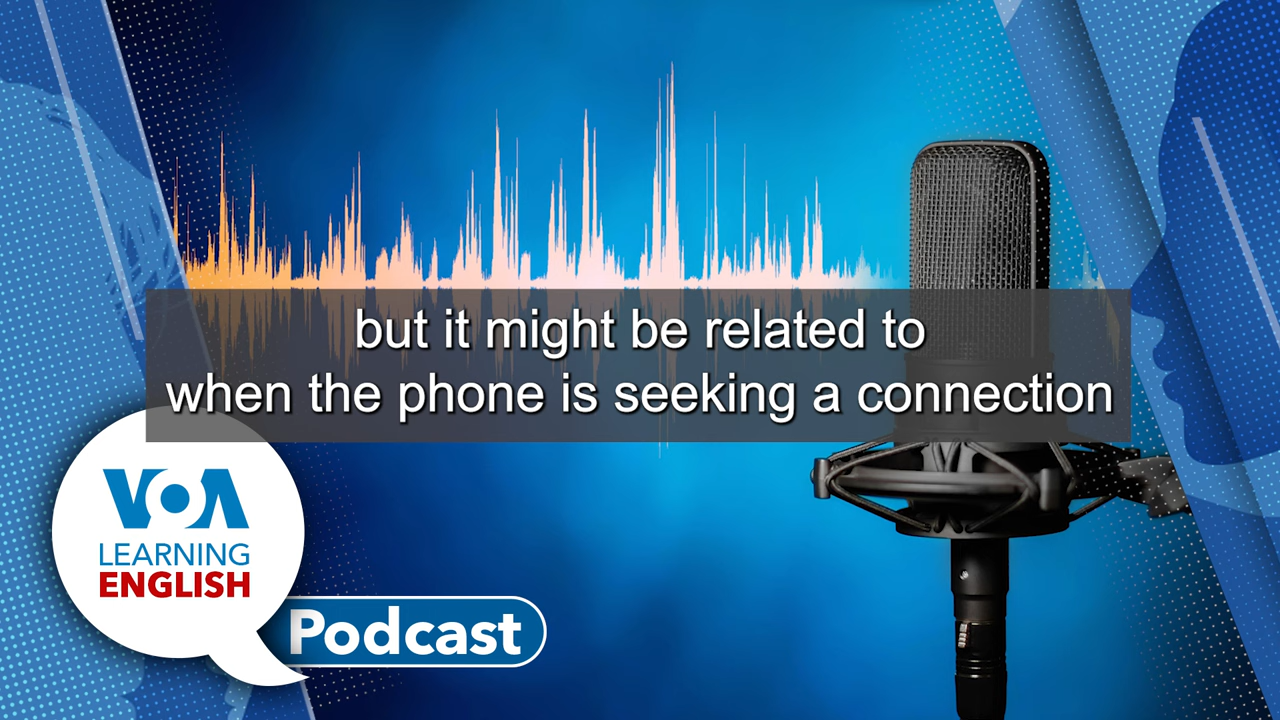 but it might be related to
when the phone is seeking a connection
VOA
LEARNING
ENGLISH
Podcast